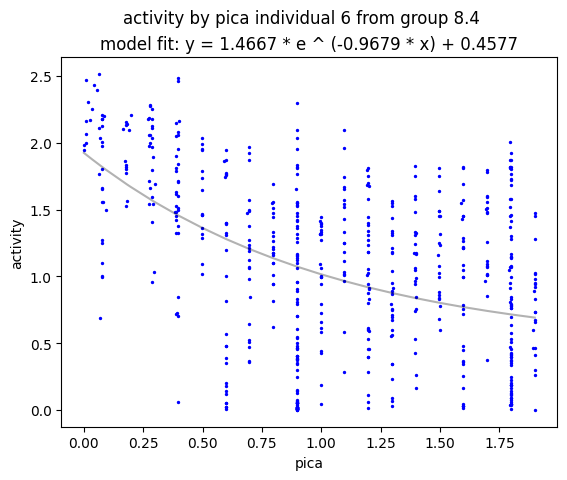 activity by pica individual 6 from group 8.4
model fit: y = 1.4667 * e ^ (-0.9679 * x) + 0.4577
2.5
2.0
1.5
1.0
0.5
0.0
activity
0.00 0.25 0.50 0.75 1.00 1.25 1.50 1.75
pica